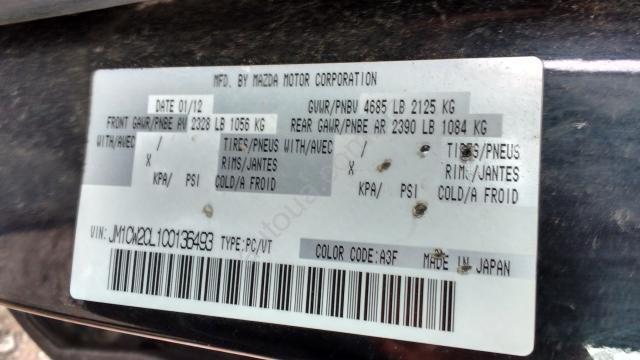 MFD. BY MAZDA MOTOR CORPORATION
DATE 01/12 GVWR/PNBV 4685 LB 2125 KG
FRONT GAWR/PNBE AV 2328 LB 1056 KG REAR GAWR/PNBE AR 2390 LB 1084 KG
WITH/AVEC / TIRES/PNEUS WITH/AVEC / TIRES/PNEUS
X RIMS/JANTES X RIMS/JANTES
KPA/ PSI COLD/A FROID KPA/ PSI COLD/A FROID
VIN: JM1CW2CL1C0136493 TYPE:PC/VT COLOR CODE: A3F MADE IN JAPAN